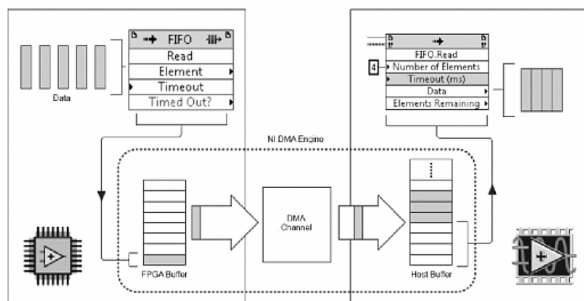 FIFO
Read
Element
Timeout
Timed Out?
Data
FIFO.Read
4
Number of Elements
Timeout (ms)
Data
Elements Remaining
NI DMA Engine
DMA
Channel
FPGA Buffer
Host Buffer